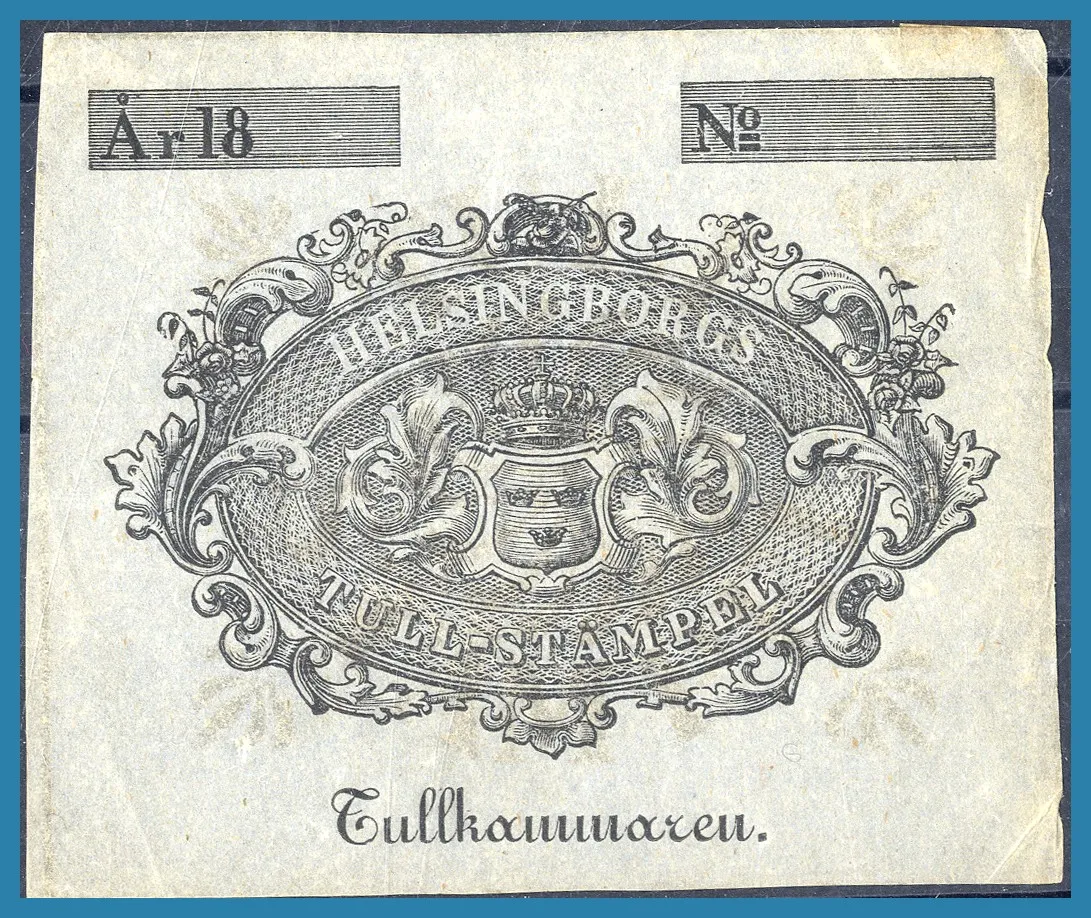 År 18
Nº
HELSINGBORGS
TULL-STÄMPEL
Tullkammaren.